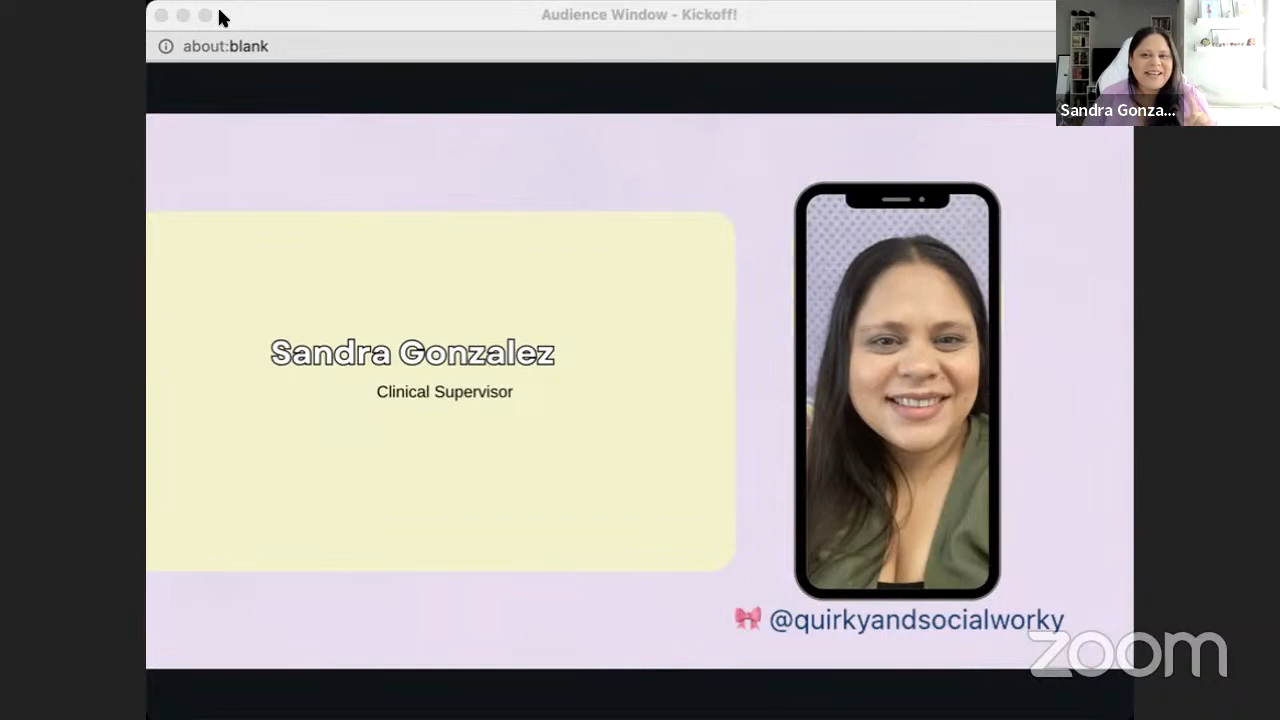 Audience Window - Kickoff!
about:blank
Sandra Gonza...
Sandra Gonzalez
Clinical Supervisor
@quirkyandsocialworky
zoom